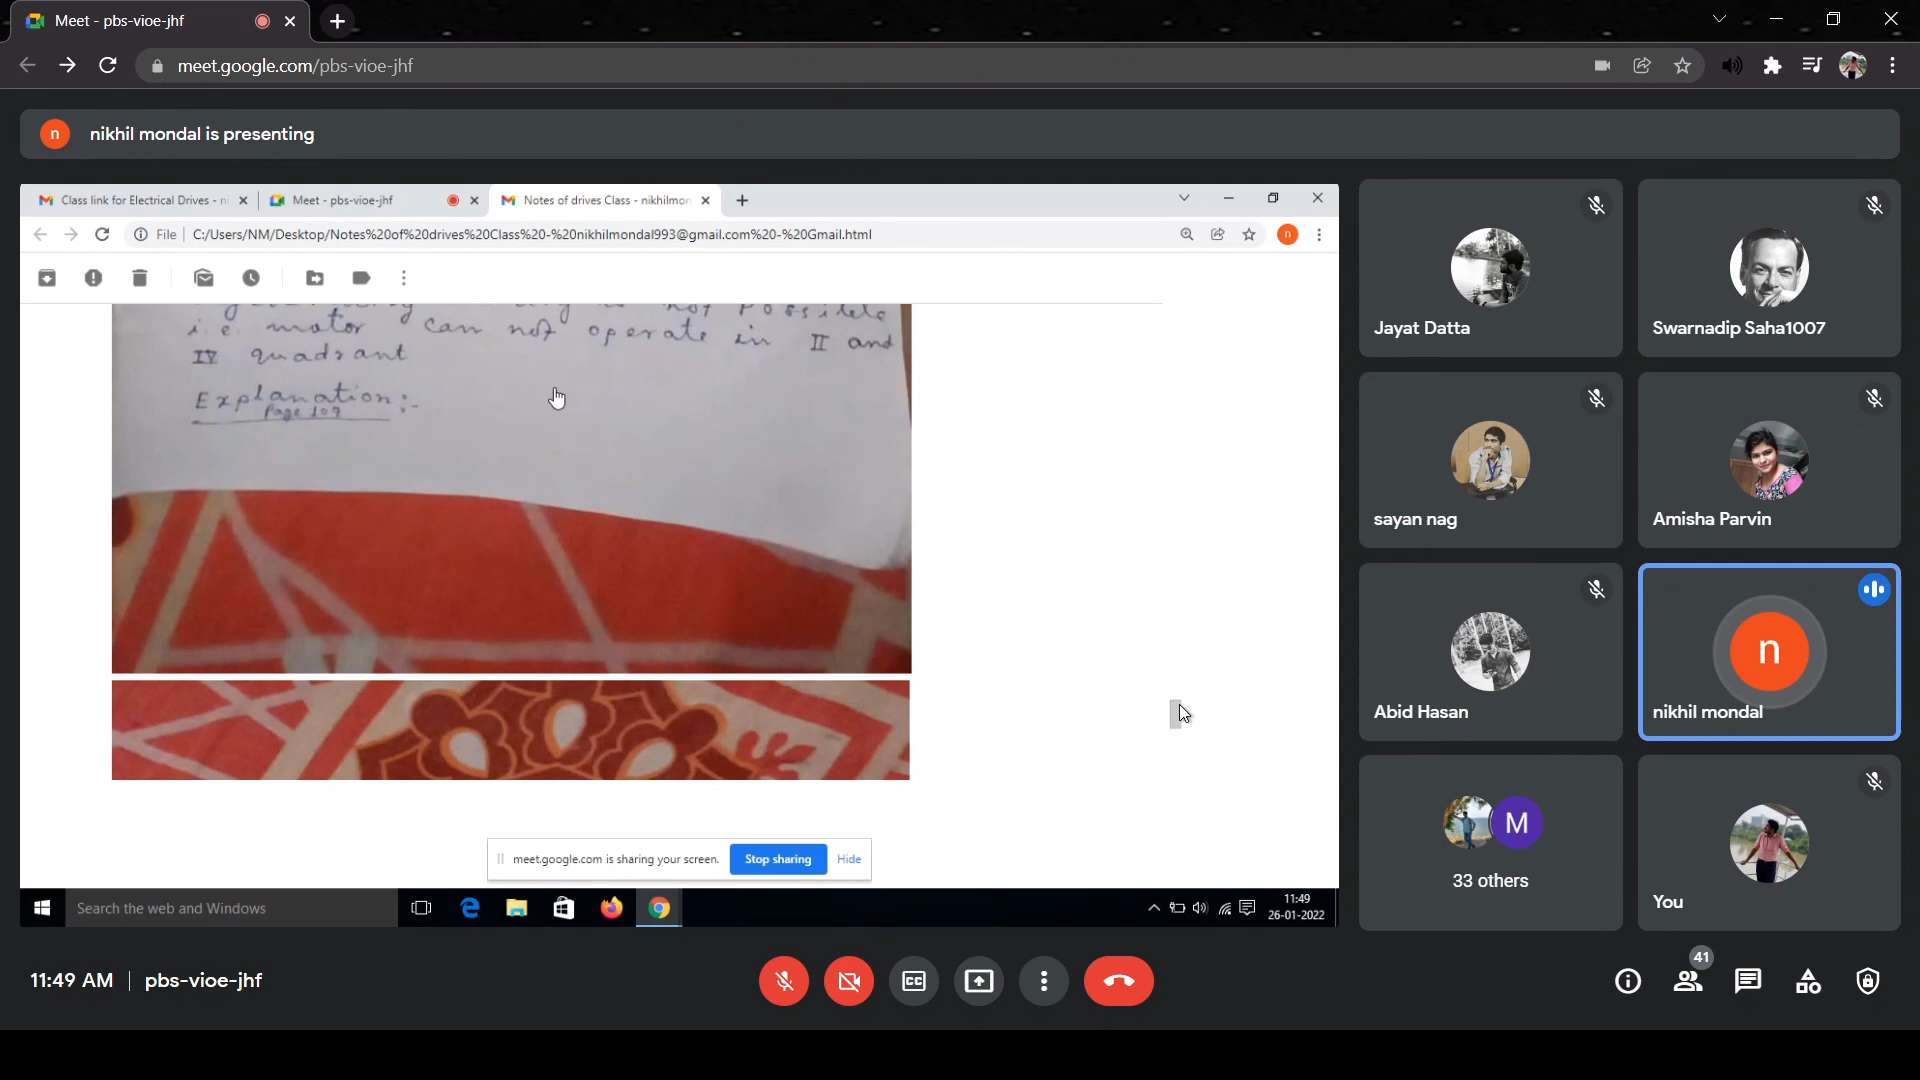 Meet - pbs-vioe-jhf
meet.google.com/pbs-vioe-jhf
n
nikhil mondal is presenting
Class link for Electrical Drives - ni
Meet - pbs-vioe-jhf
Notes of drives Class - nikhilmon
File
C:/Users/NM/Desktop/Notes%20of%20drives%20Class%20-%20nikhilmondal993@gmail.com%20-%20Gmail.html
n
not possible
i.e. motor can not operate in II and
IV quadrant
Explanation:-
Page 109
meet.google.com is sharing your screen.
Stop sharing
Hide
Search the web and Windows
11:49
26-01-2022
Jayat Datta
Swarnadip Saha1007
sayan nag
Amisha Parvin
Abid Hasan
n
nikhil mondal
M
33 others
You
11:49 AM
pbs-vioe-jhf
CC
41